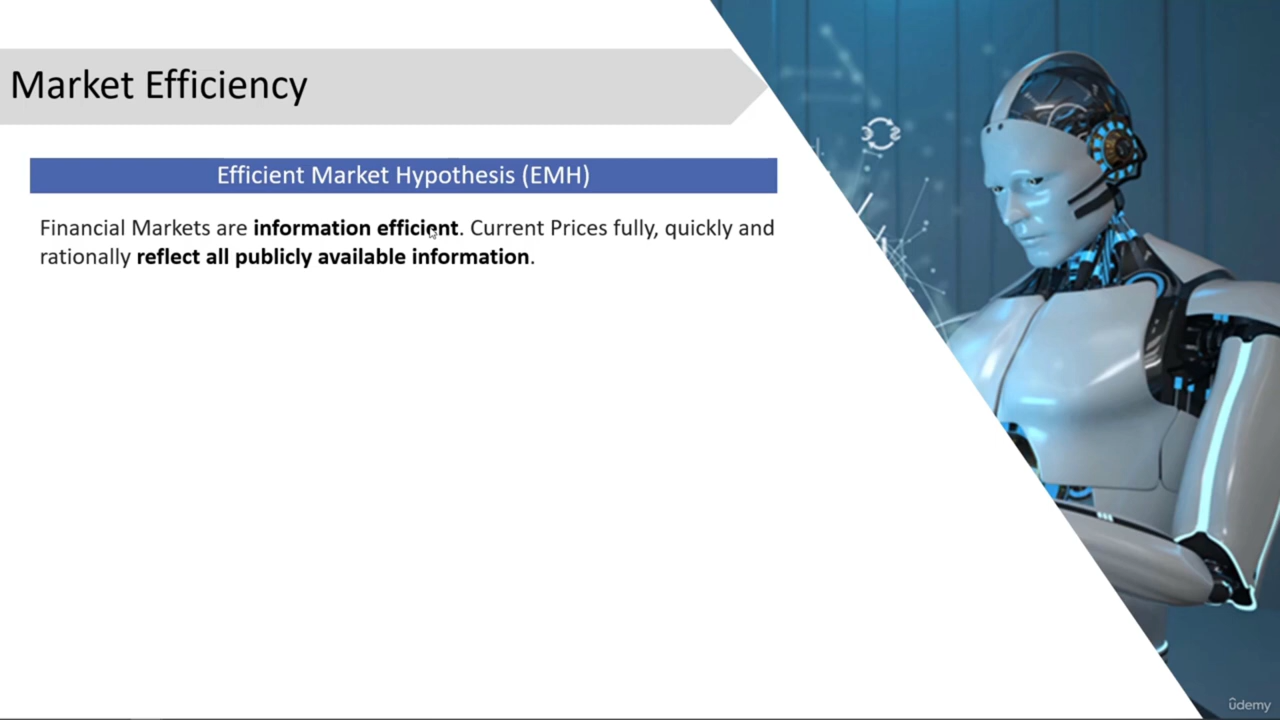 Market Efficiency
Efficient Market Hypothesis (EMH)
Financial Markets are information efficient. Current Prices fully, quickly and
rationally reflect all publicly available information.
ûdemy